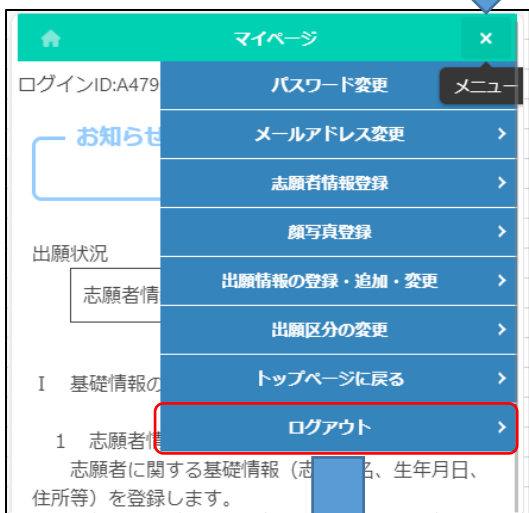 マイページ ×
ログインID:A479
パスワード変更
メニュー
お知らせ
メールアドレス変更
志願者情報登録
顔写真登録
出願状況
出願情報の登録・追加・変更
志願者情
出願区分の変更
トップページに戻る
Ⅰ 基礎情報の
ログアウト
1 志願者情
志願者に関する基礎情報（志 名、生年月日、
住所等）を登録します。